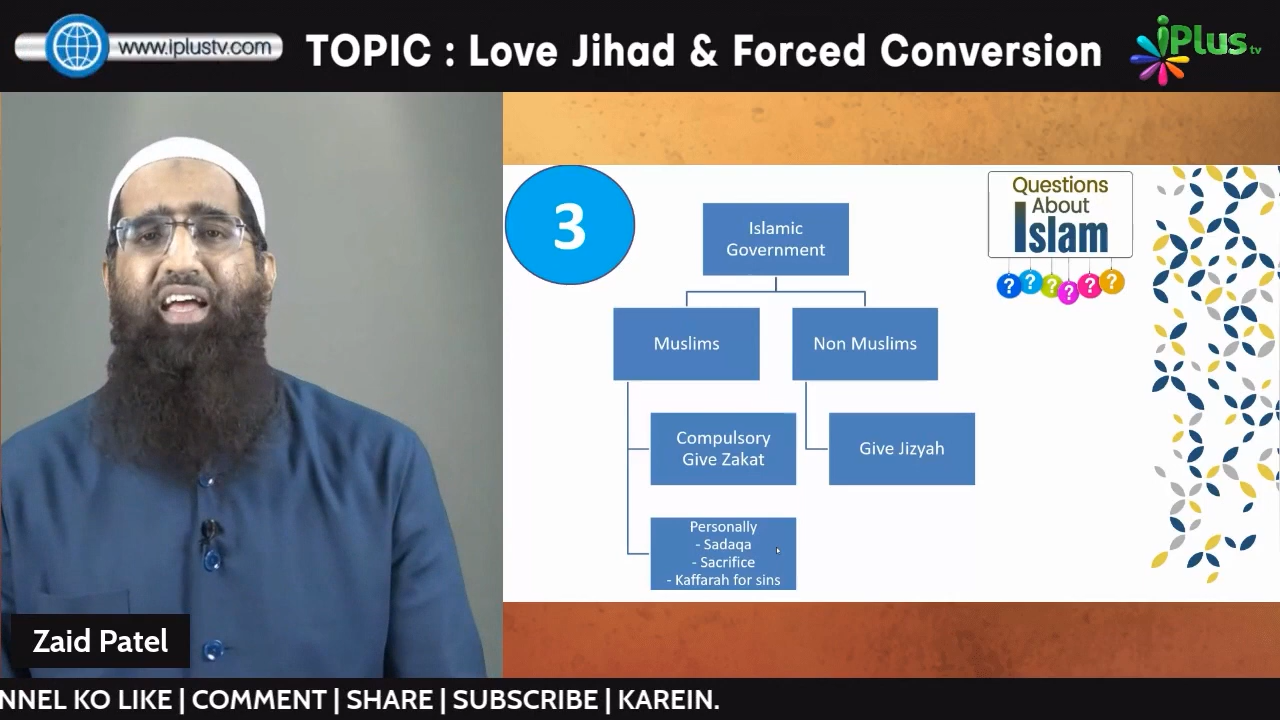 www.iplustv.com
TOPIC : Love Jihad & Forced Conversion
iPlus tv
3
Questions
About
Islam
? ? ? ? ? ?
Islamic
Government
Muslims
Non Muslims
Compulsory
Give Zakat
Give Jizyah
Personally
- Sadaqa
- Sacrifice
- Kaffarah for sins
Zaid Patel
NNEL KO LIKE | COMMENT | SHARE | SUBSCRIBE | KAREIN.